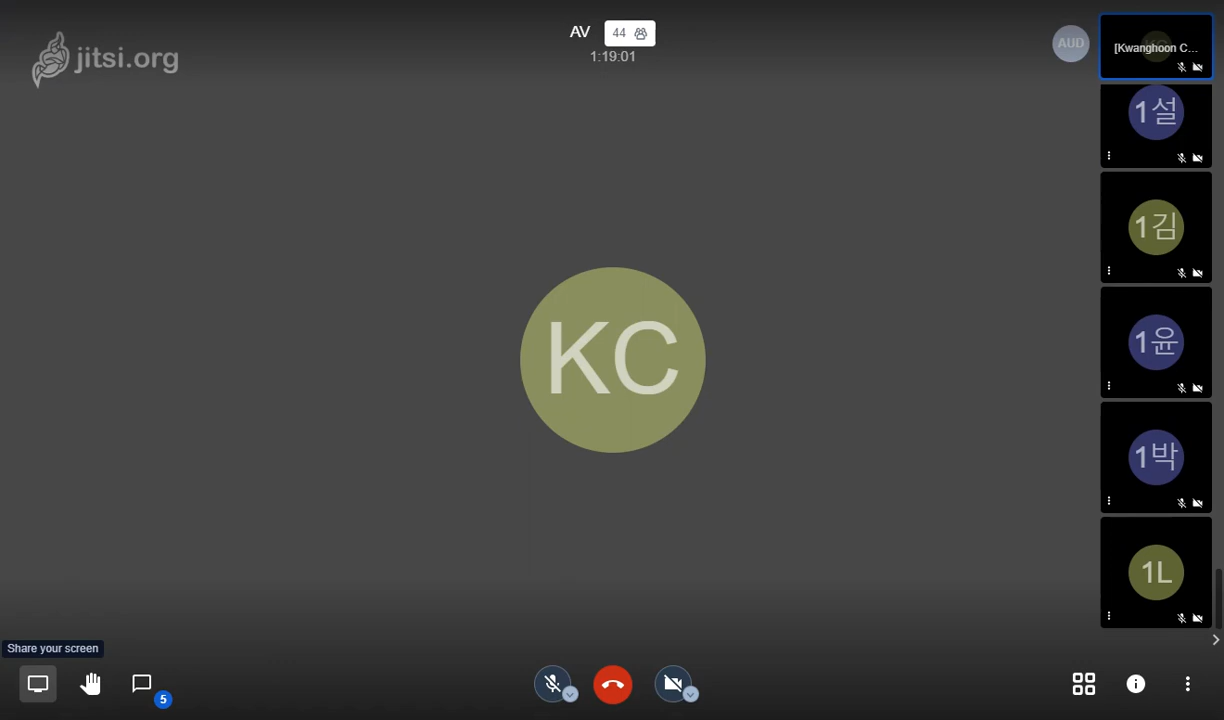 jitsi.org
AV 44
1:19:01
AUD
[Kwanghoon C...
1설
1김
KC
1윤
1박
1L
Share your screen
5